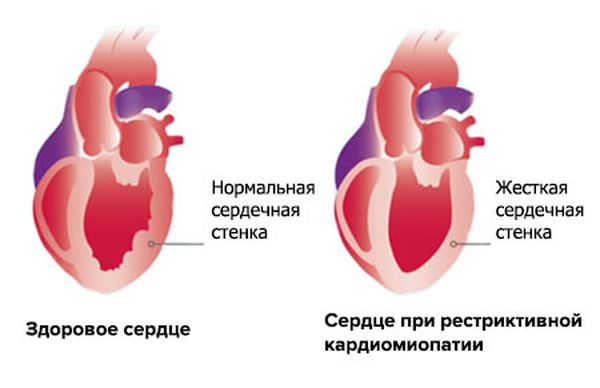 Нормальная
сердечная
стенка
Жесткая
сердечная
стенка
Здоровое сердце
Сердце при рестриктивной
кардиомиопатии